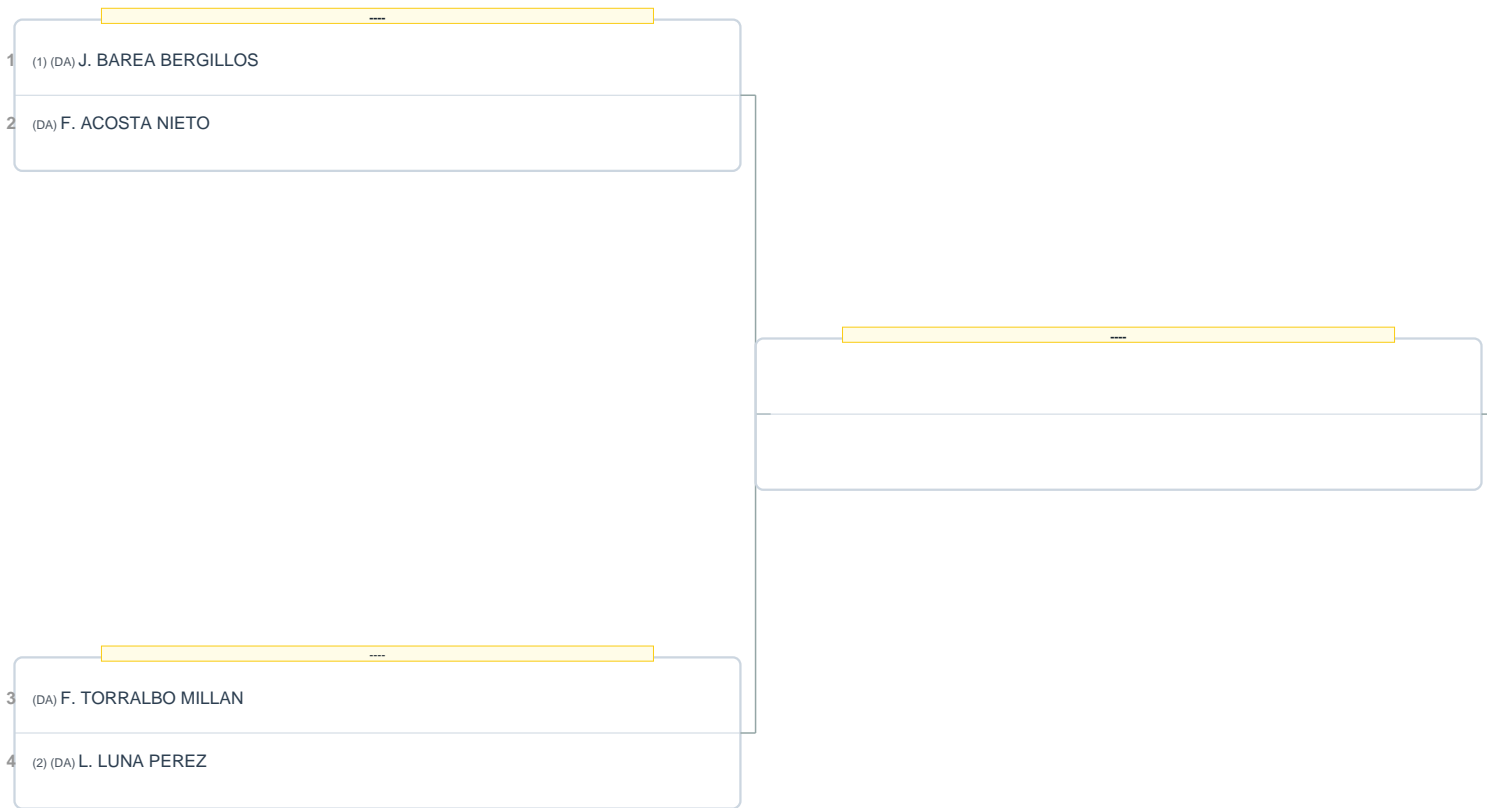 ----
1 (1) (DA) J. BAREA BERGILLOS
2 (DA) F. ACOSTA NIETO
----
----
3 (DA) F. TORRALBO MILLAN
4 (2) (DA) L. LUNA PEREZ